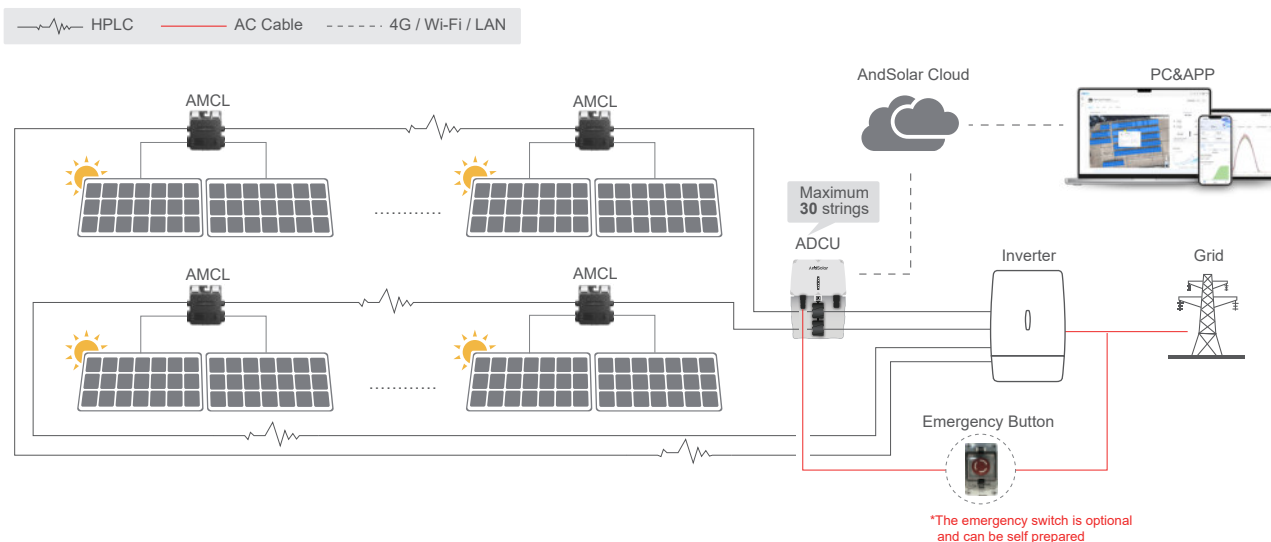 HPLC
AC Cable
4G / Wi-Fi / LAN
AndSolar Cloud
PC&APP
AMCL
AMCL
Maximum
30 strings
ADCU
AndSolar
Inverter
Grid
AMCL
AMCL
Emergency Button
*The emergency switch is optional
and can be self prepared